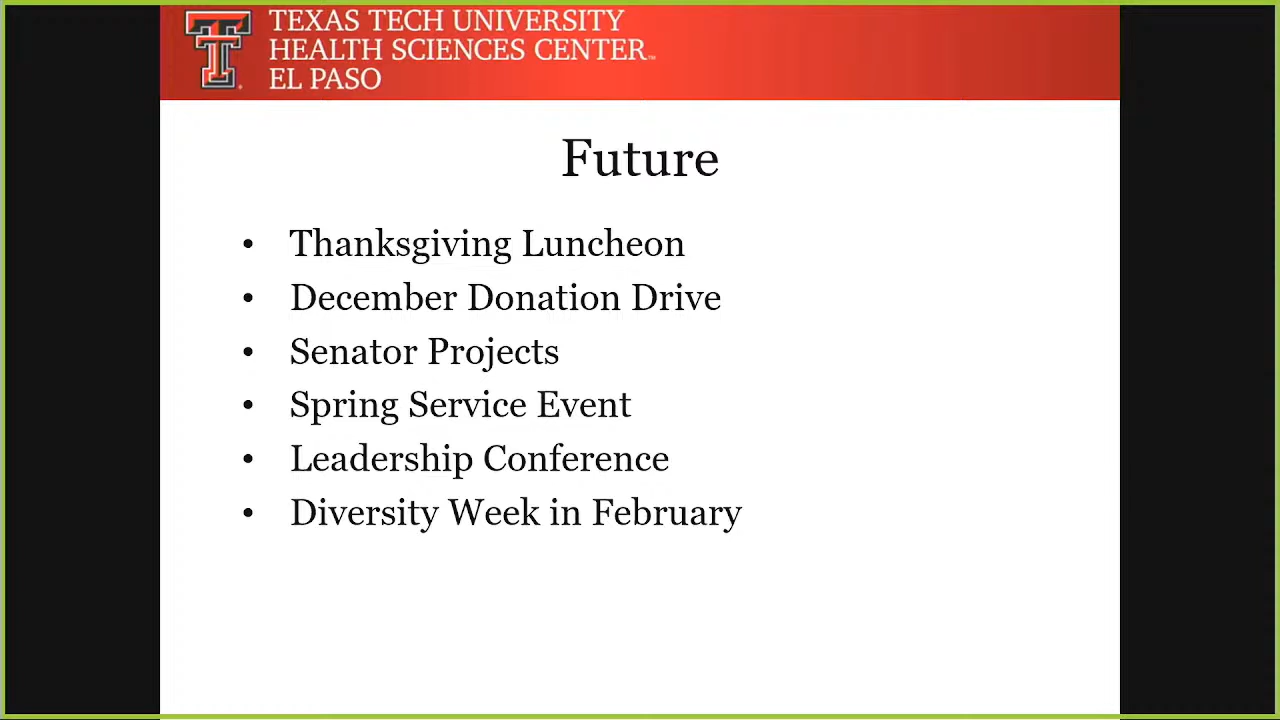 TEXAS TECH UNIVERSITY
HEALTH SCIENCES CENTER™
EL PASO
Future
• Thanksgiving Luncheon
• December Donation Drive
• Senator Projects
• Spring Service Event
• Leadership Conference
• Diversity Week in February